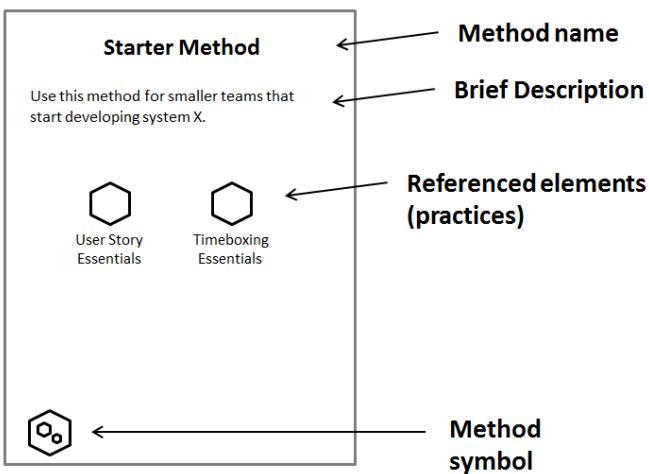 Starter Method
Method name
Use this method for smaller teams that
start developing system X.
Brief Description
Referenced elements
(practices)
User Story
Essentials
Timeboxing
Essentials
Method
symbol